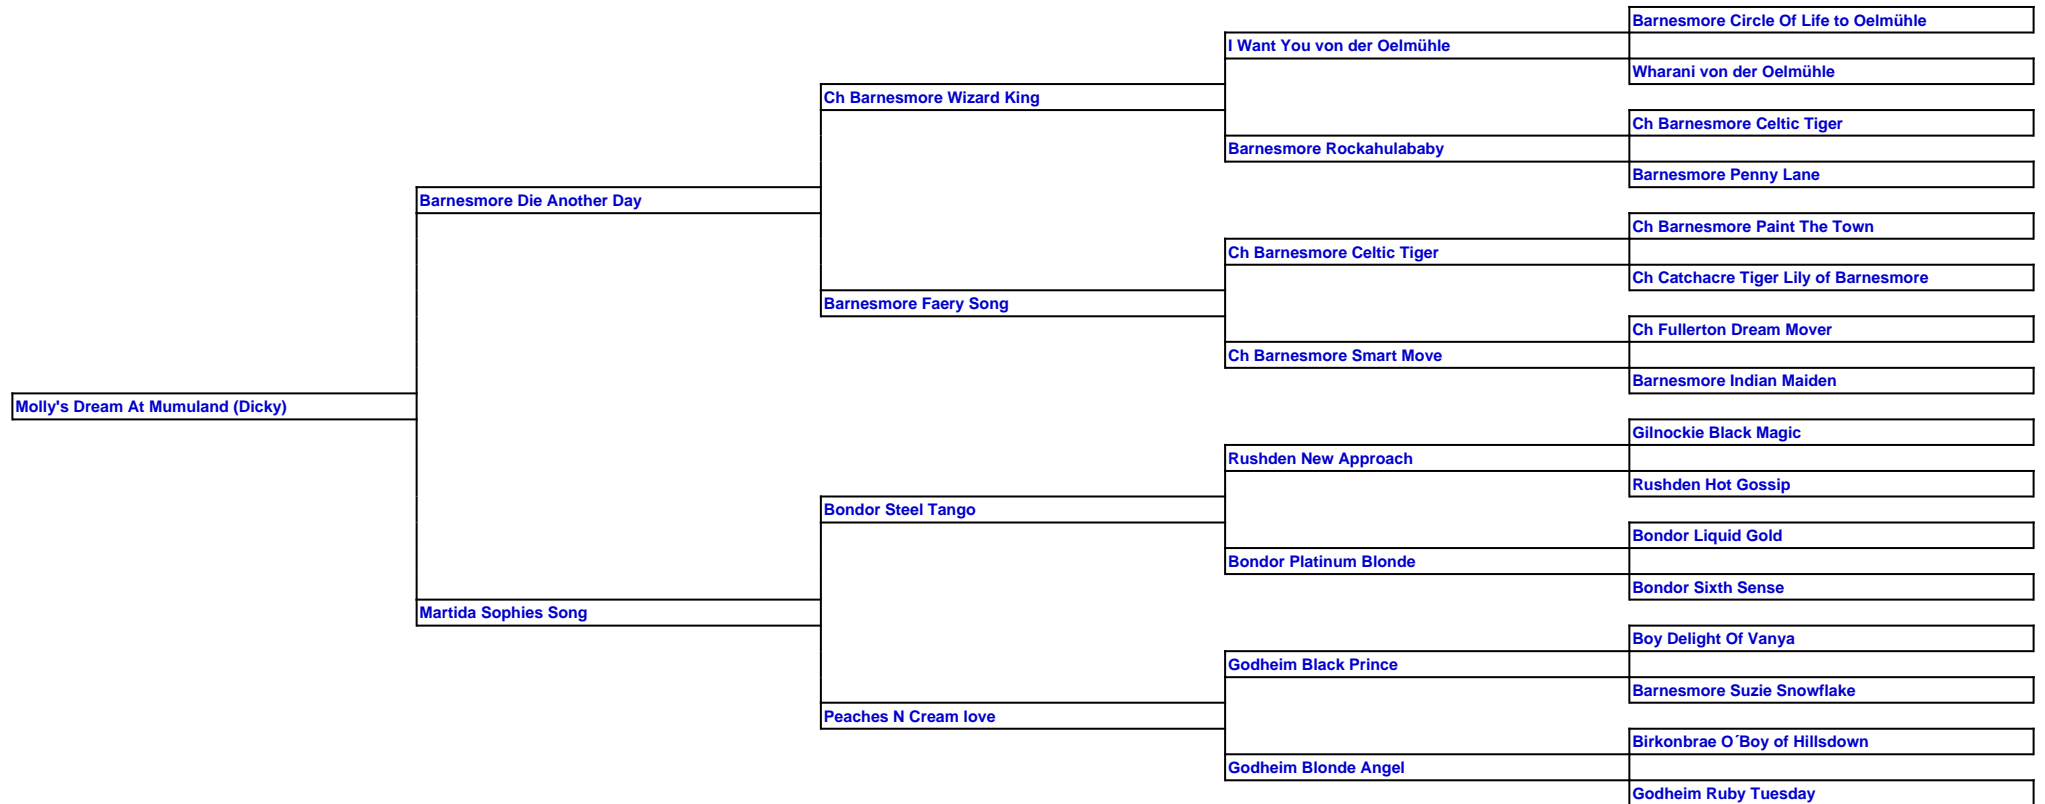 Barnesmore Circle Of Life to Oelmühle
I Want You von der Oelmühle
Wharani von der Oelmühle
Ch Barnesmore Wizard King
Ch Barnesmore Celtic Tiger
Barnesmore Rockahulababy
Barnesmore Penny Lane
Barnesmore Die Another Day
Ch Barnesmore Paint The Town
Ch Barnesmore Celtic Tiger
Ch Catchacre Tiger Lily of Barnesmore
Barnesmore Faery Song
Ch Fullerton Dream Mover
Ch Barnesmore Smart Move
Barnesmore Indian Maiden
Molly's Dream At Mumuland (Dicky)
Gilnockie Black Magic
Rushden New Approach
Rushden Hot Gossip
Bondor Steel Tango
Bondor Liquid Gold
Bondor Platinum Blonde
Bondor Sixth Sense
Martida Sophies Song
Boy Delight Of Vanya
Godheim Black Prince
Barnesmore Suzie Snowflake
Peaches N Cream love
Birkonbrae O´Boy of Hillsdown
Godheim Blonde Angel
Godheim Ruby Tuesday